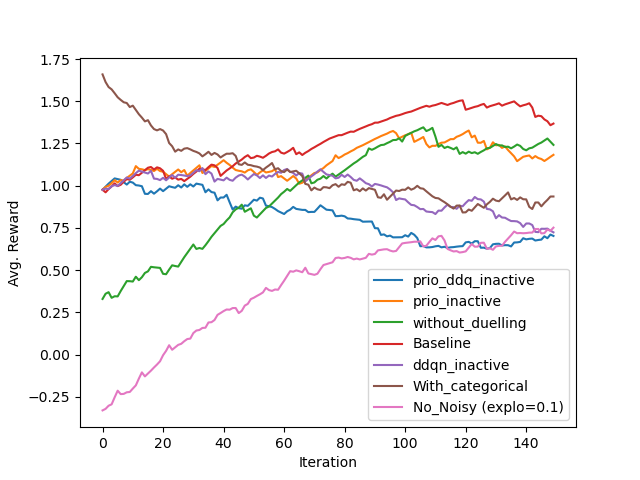 1.75
1.50
1.25
1.00
0.75
0.50
0.25
0.00
−0.25
Avg. Reward
0 20 40 60 80 100 120 140
Iteration
prio_ddq_inactive
prio_inactive
without_duelling
Baseline
ddqn_inactive
With_categorical
No_Noisy (explo=0.1)